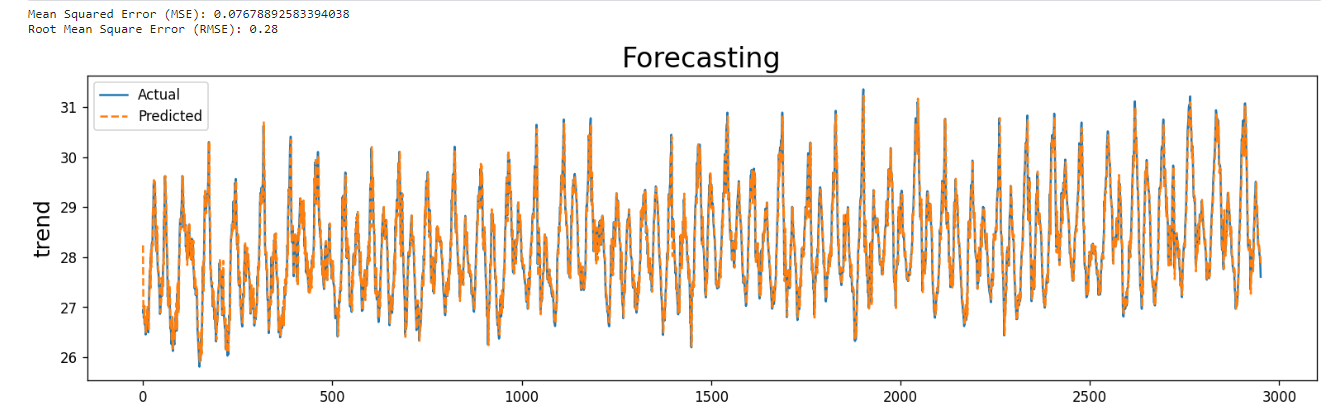 Mean Squared Error (MSE): 0.07678892583394038
Root Mean Square Error (RMSE): 0.28
Forecasting
Actual
Predicted
trend
31
30
29
28
27
26
0 500 1000 1500 2000 2500 3000